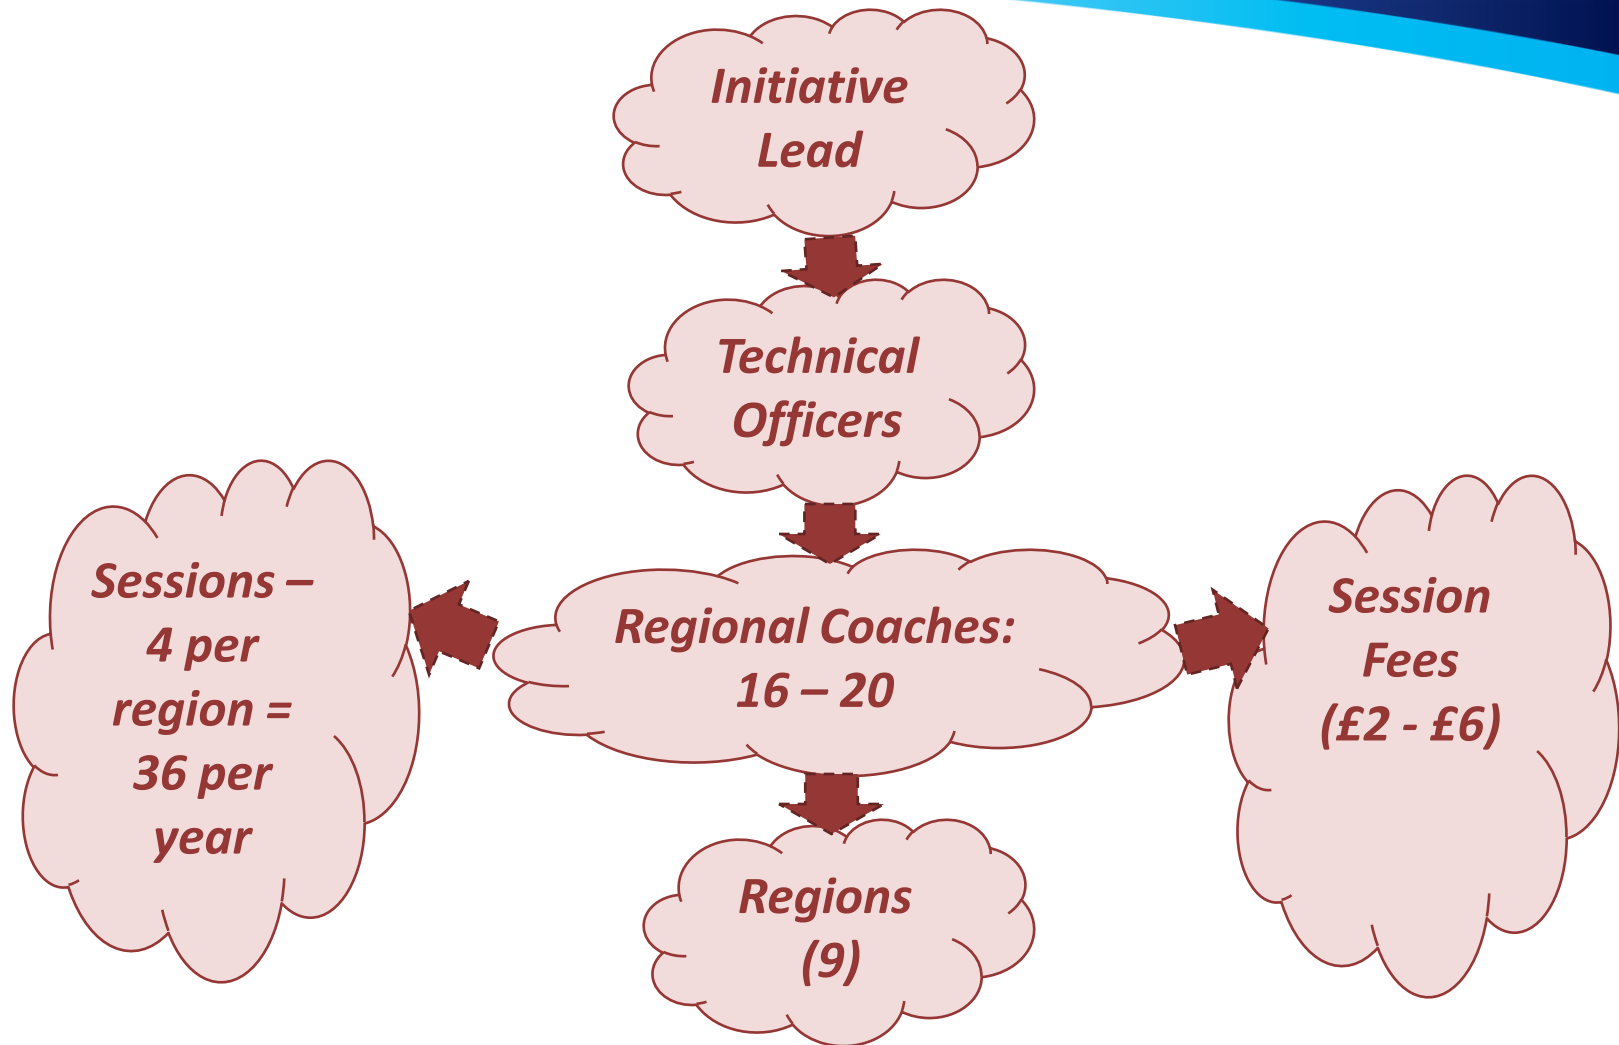 Initiative
Lead
Technical
Officers
Sessions –
4 per
region =
36 per
year
Regional Coaches:
16 – 20
Session
Fees
(£2 - £6)
Regions
(9)